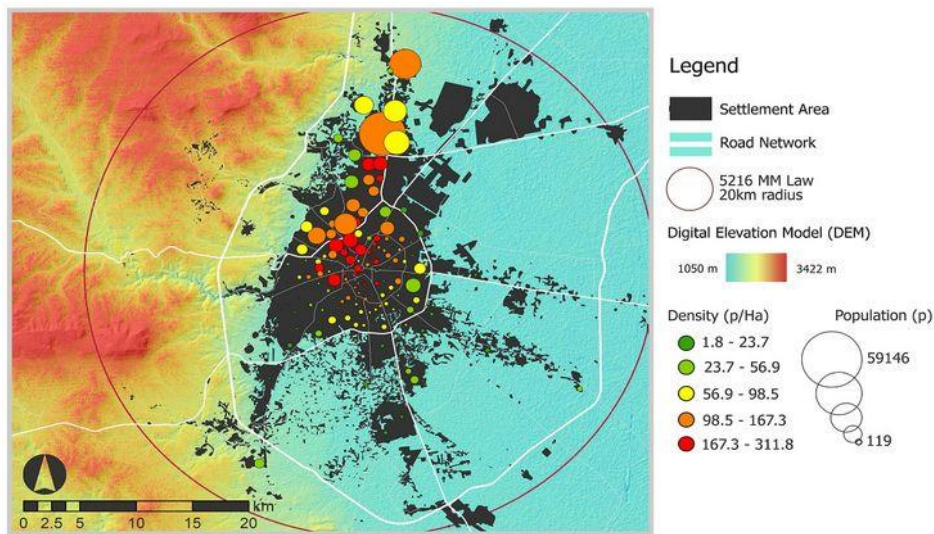 Legend
Settlement Area
Road Network
5216 MM Law
20km radius
Digital Elevation Model (DEM)
1050 m 3422 m
Density (p/Ha) Population (p)
1.8 - 23.7
23.7 - 56.9
56.9 - 98.5
98.5 - 167.3
167.3 - 311.8
59146
119
km
0 2.5 5 10 15 20